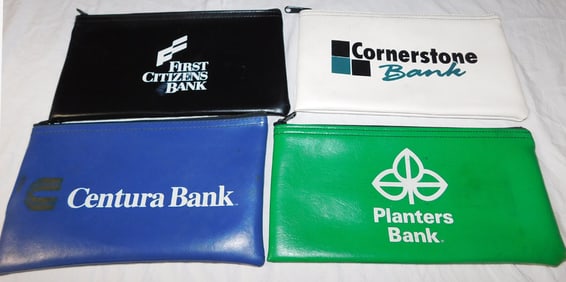 First
Citizens
Bank
Cornerstone
Bank
Centura Bank
Planters
Bank